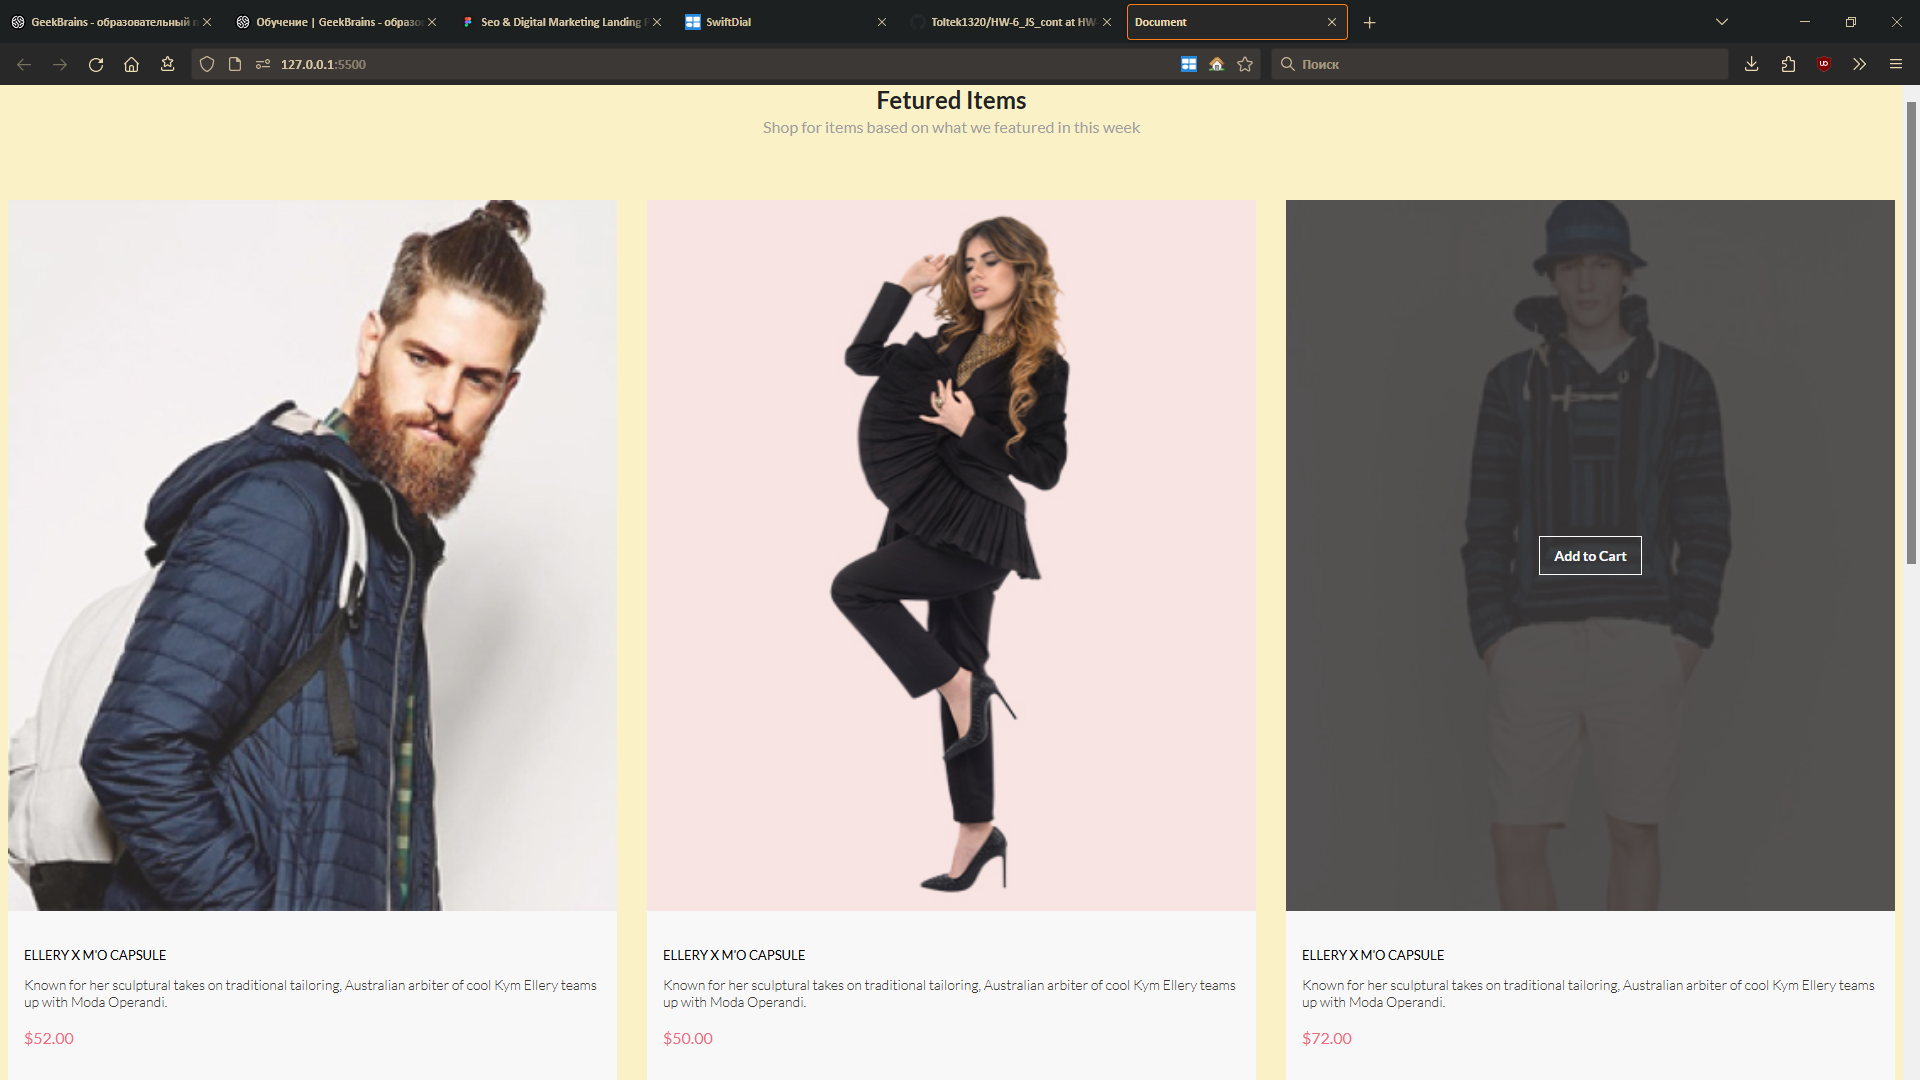 GeekBrains - образовательный
Обучение | GeekBrains - образо
Seo & Digital Marketing Landing
SwiftDial
Toltek1320/HW-6_JS_cont at HW-
Document
127.0.0.1:5500
Поиск
Fetured Items
Shop for items based on what we featured in this week
Add to Cart
ELLERY X M'O CAPSULE
Known for her sculptural takes on traditional tailoring, Australian arbiter of cool Kym Ellery teams
up with Moda Operandi.
$52.00
ELLERY X M'O CAPSULE
Known for her sculptural takes on traditional tailoring, Australian arbiter of cool Kym Ellery teams
up with Moda Operandi.
$50.00
ELLERY X M'O CAPSULE
Known for her sculptural takes on traditional tailoring, Australian arbiter of cool Kym Ellery teams
up with Moda Operandi.
$72.00